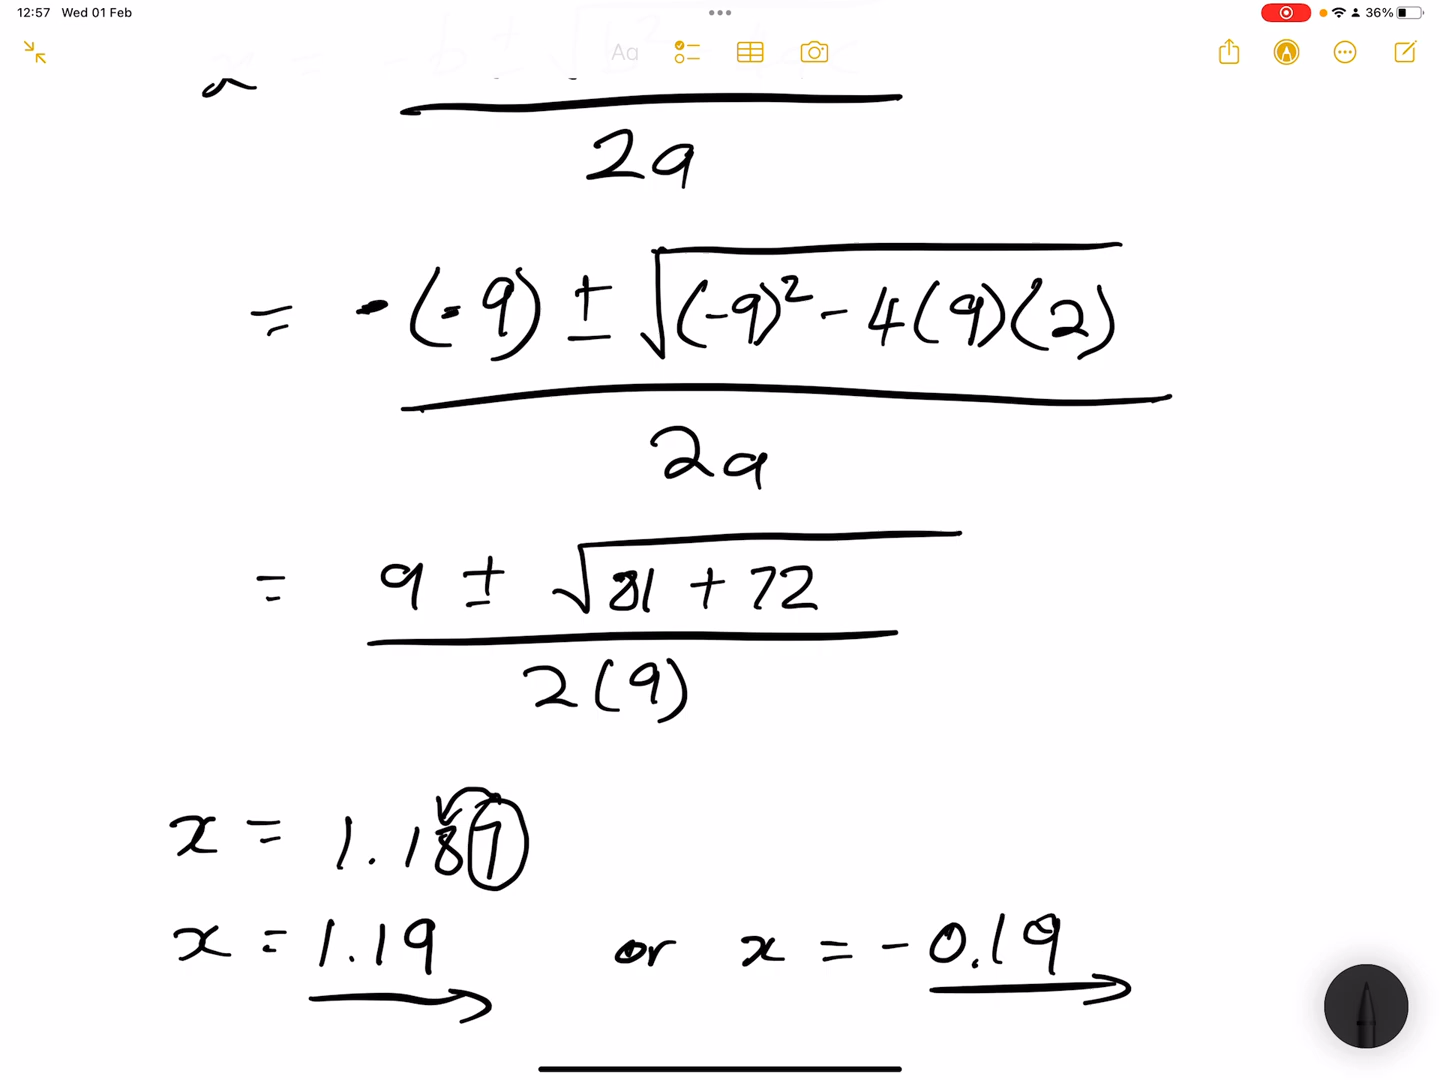 12:57 Wed 01 Feb
36%
Aa
2a
= -(-9) ± √(-9)² - 4(9)(2)
2a
= 9 ± √81 + 72
2(9)
x = 1.187
x = 1.19 or x = -0.19